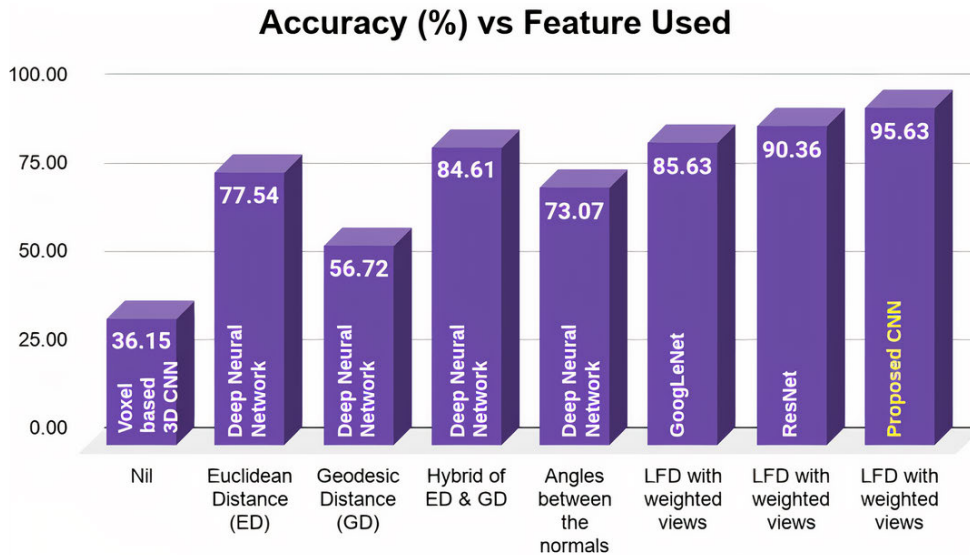 Accuracy (%) vs Feature Used
100.00
75.00
50.00
25.00
0.00
36.15
77.54
56.72
84.61
73.07
85.63
90.36
95.63
Voxel
based
3D CNN
Deep Neural
Network
Deep Neural
Network
Deep Neural
Network
Deep Neural
Network
GoogLeNet
ResNet
Proposed CNN
Nil
Euclidean
Distance
(ED)
Geodesic
Distance
(GD)
Hybrid of
ED & GD
Angles
between
the
normals
LFD with
weighted
views
LFD with
weighted
views
LFD with
weighted
views